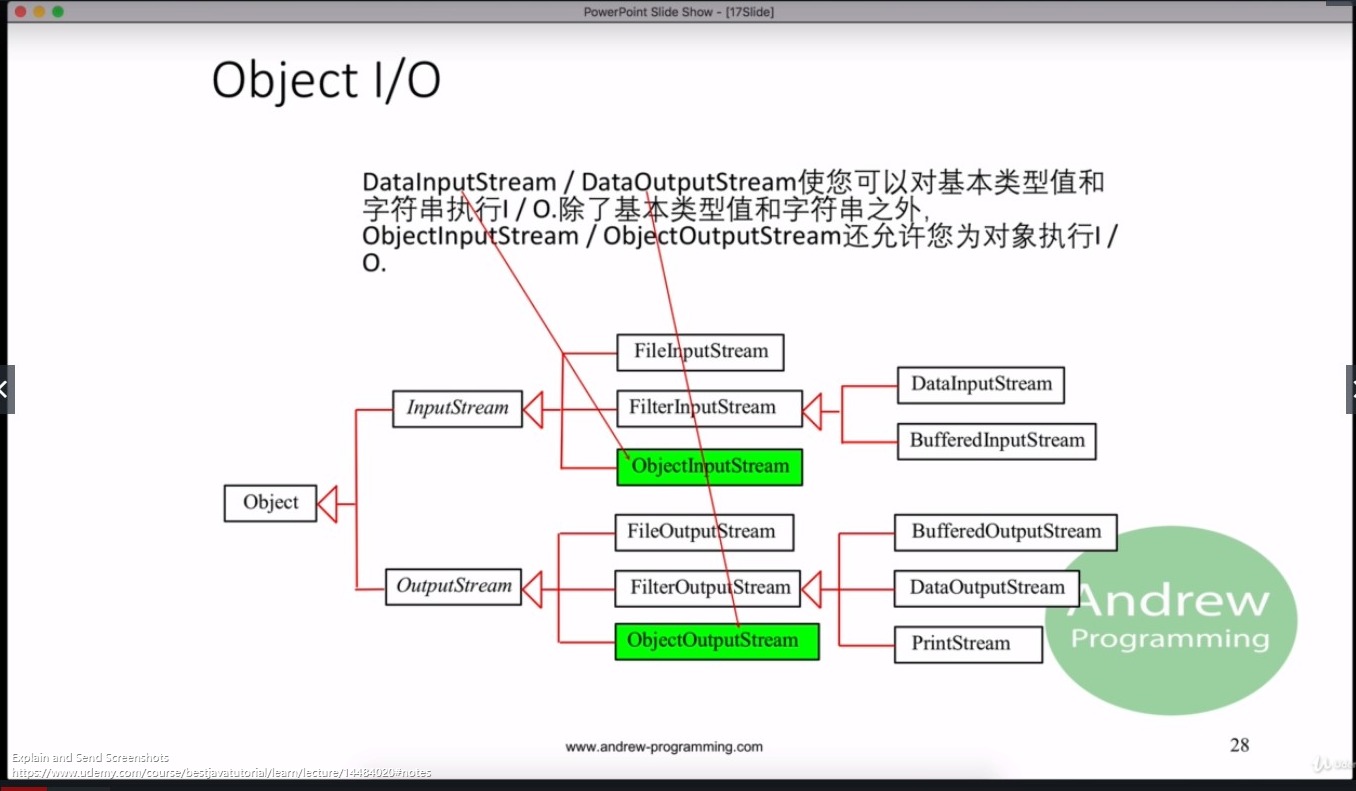 PowerPoint Slide Show - [17Slide]
Object I/O
DataInputStream / DataOutputStream使您可以对基本类型值和
字符串执行I / O.除了基本类型值和字符串之外,
ObjectInputStream / ObjectOutputStream还允许您为对象执行I /
O.
FileInputStream
DataInputStream
InputStream
FilterInputStream
BufferedInputStream
ObjectInputStream
Object
FileOutputStream
BufferedOutputStream
OutputStream
FilterOutputStream
DataOutputStream
Andrew
ObjectOutputStream
PrintStream
Programming
www.andrew-programming.com
28
Explain and Send Screenshots
https://www.udemy.com/course/bestjavatutorial/learn/lecture/14484020#notes